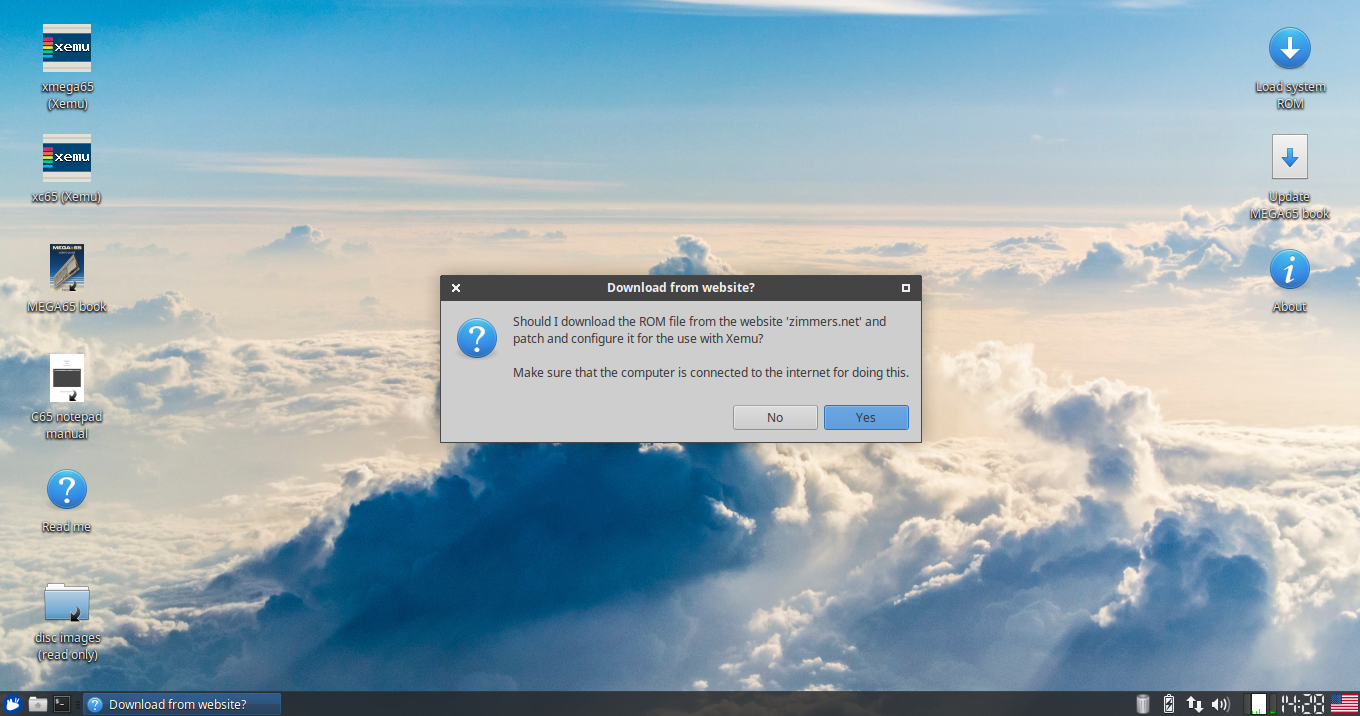 xemu
xmega65
(Xemu)
xemu
xc65 (Xemu)
MEGA65
MEGA65 book
C65 notepad
manual
?
Read me
disc images
(read only)
Load system
ROM
Update
MEGA65 book
i
About
Download from website?
?
Should I download the ROM file from the website 'zimmers.net' and
patch and configure it for the use with Xemu?
Make sure that the computer is connected to the internet for doing this.
No
Yes
? Download from website?
14:28